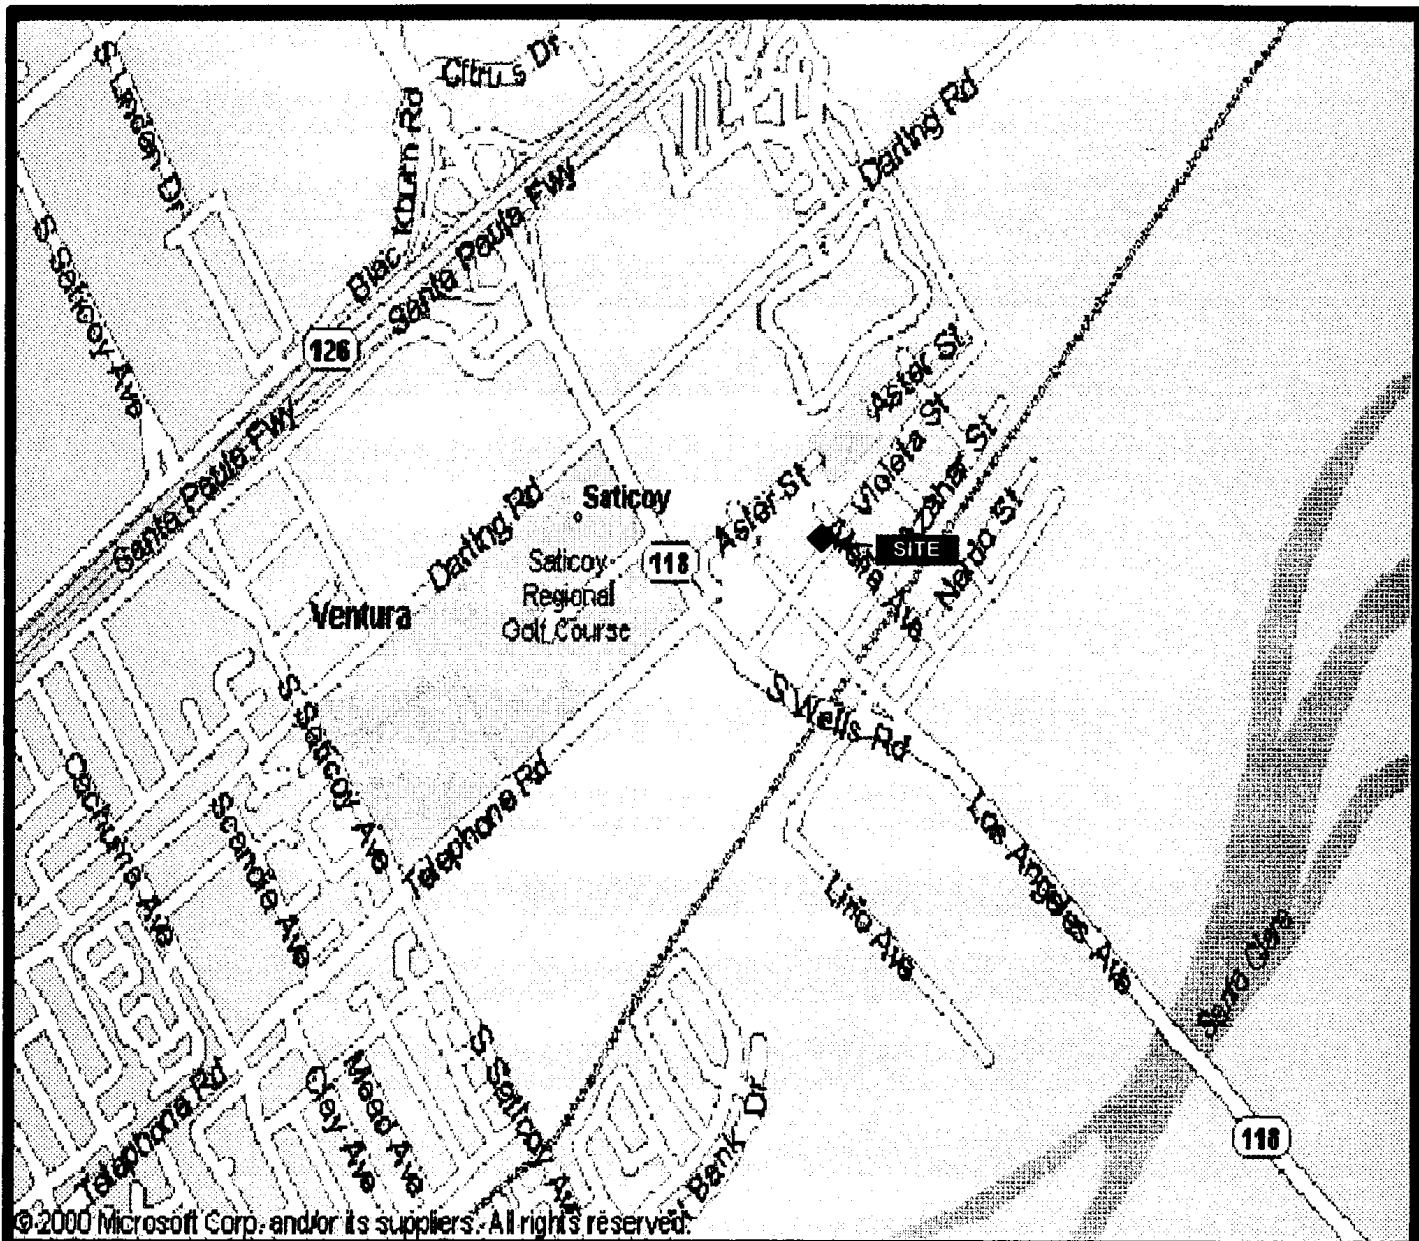 Citrus Dr
S Linden Dr
Blackburn Rd
Darling Rd
Santa Paula Fwy
S Saticoy Ave
126
Aster St
Violeta St
Santa Paula Fwy
Azahar St
Saticoy
Darling Rd
Aster St
Nardo St
SITE
118
Saticoy
Regional
Golf Course
Ventura
Ave
S Wells Rd
S Saticoy Ave
Telephone Rd
Cachuma Ave
Scandia Ave
Los Angeles Ave
Lirio Ave
Santa Clara
S Saticoy Ave
Telephone Rd
Mead Ave
Bank Dr
118
© 2000 Microsoft Corp. and/or its suppliers. All rights reserved.